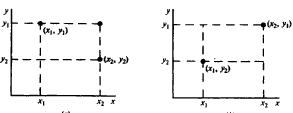 y
y₁
(x₁, y₁)
y₂
(x₂, y₂)
x₁ x₂ x
y
y₁
(x₂, y₁)
y₂
(x₁, y₂)
x₁ x₂ x